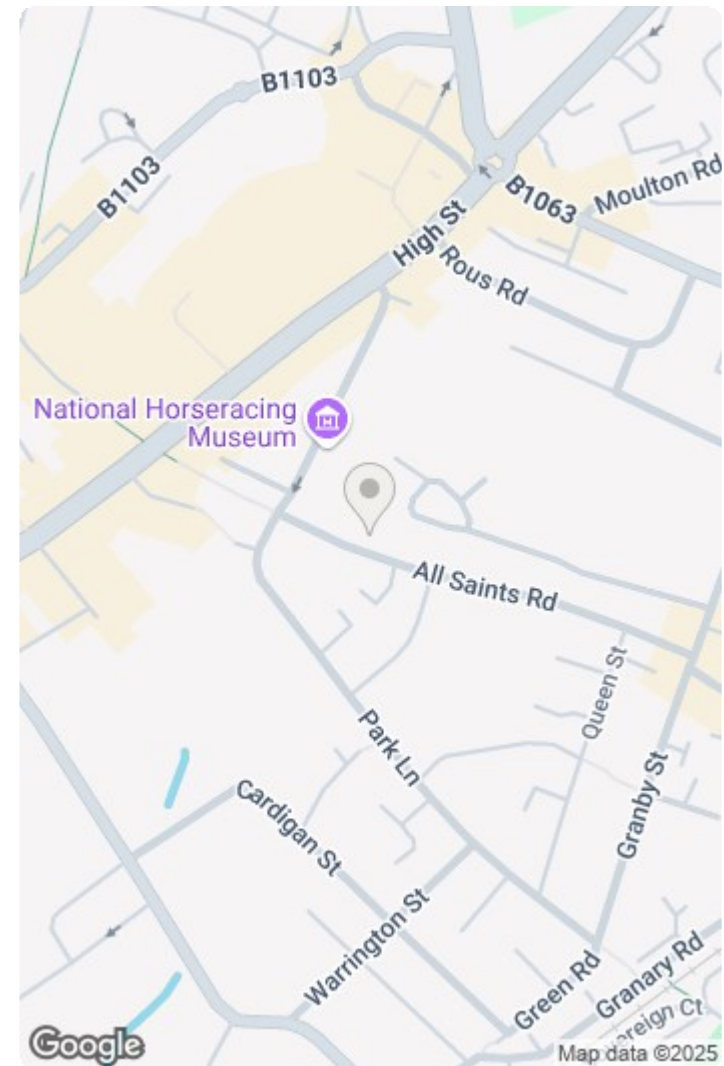 B1103
B1103
Moulton Rd
B1063
High St
Rous Rd
National Horseracing
Museum
All Saints Rd
Queen St
Park Ln
Granby St
Cardigan St
Warrington St
Green Rd
Granary Rd
Google
Map data ©2025